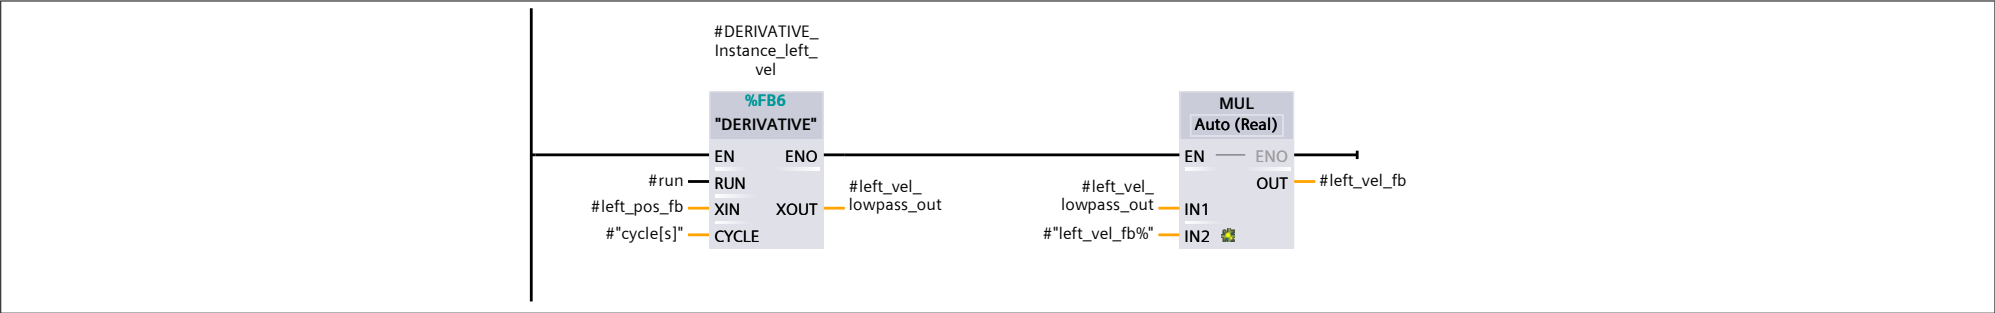 #DERIVATIVE_
Instance_left_
vel
%FB6
"DERIVATIVE"
EN ENO
#run RUN
#left_pos_fb XIN XOUT #left_vel_
lowpass_out
#"cycle[s]" CYCLE
MUL
Auto (Real)
EN ENO
OUT #left_vel_fb
#left_vel_
lowpass_out IN1
#"left_vel_fb%" IN2